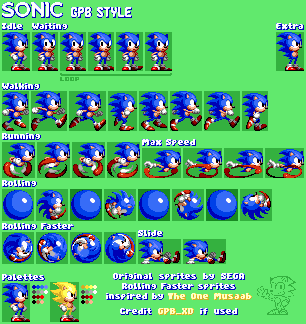 SONIC GPB STYLE
Idle Waiting Extra
LOOP
Walking
Running Max Speed
Rolling
Rolling Faster Slide
Palettes
Original sprites by SEGA
Rolling Faster sprites
inspired by The One Musaab
Credit GPB_XD if used